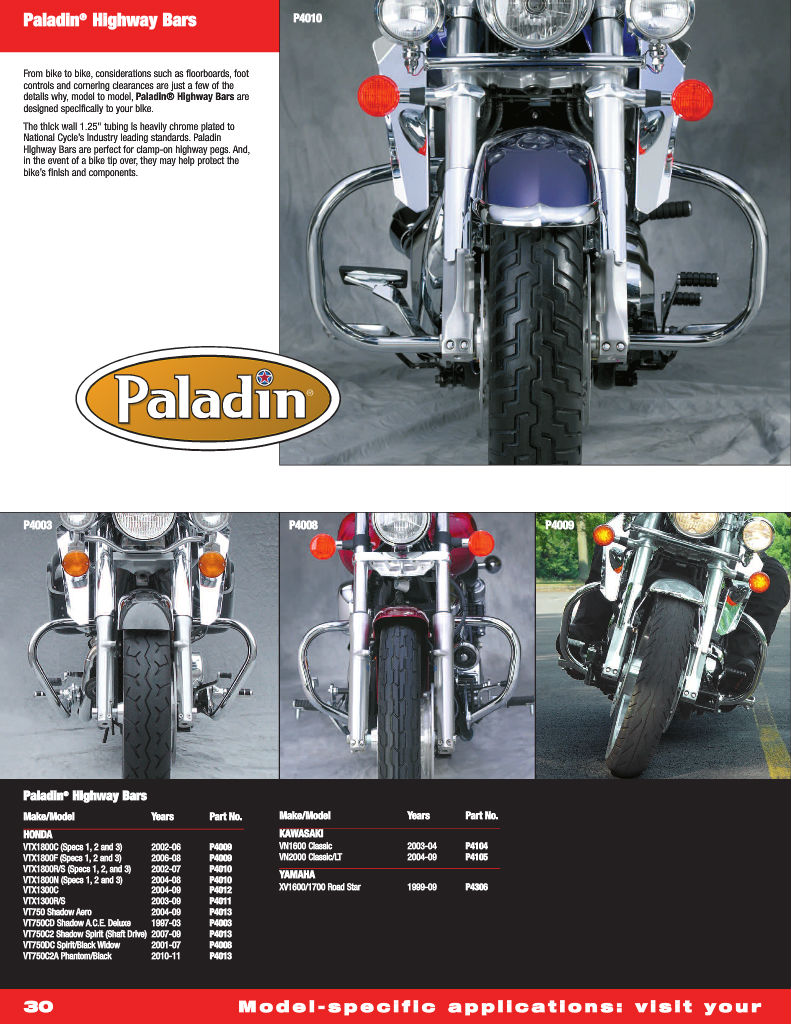 Paladin® Highway Bars
P4010
From bike to bike, considerations such as floorboards, foot
controls and cornering clearances are just a few of the
details why, model to model, Paladin® Highway Bars are
designed specifically to your bike.
The thick wall 1.25" tubing is heavily chrome plated to
National Cycle's industry leading standards. Paladin
Highway Bars are perfect for clamp-on highway pegs. And,
in the event of a bike tip over, they may help protect the
bike's finish and components.
Paladin®
P4003
P4008
P4009
Paladin® Highway Bars
Make/Model Years Part No.
HONDA
VTX1800C (Specs 1, 2 and 3) 2002-06 P4009
VTX1800F (Specs 1, 2 and 3) 2006-08 P4009
VTX1800R/S (Specs 1, 2, and 3) 2002-07 P4010
VTX1800N (Specs 1, 2 and 3) 2004-08 P4010
VTX1300C 2004-09 P4012
VTX1300R/S 2003-09 P4011
VT750 Shadow Aero 2004-09 P4013
VT750CD Shadow A.C.E. Deluxe 1997-03 P4003
VT750C2 Shadow Spirit (Shaft Drive) 2007-09 P4013
VT750DC Spirit/Black Widow 2001-07 P4008
VT750C2A Phantom/Black 2010-11 P4013
Make/Model Years Part No.
KAWASAKI
VN1600 Classic 2003-04 P4104
VN2000 Classic/LT 2004-09 P4105
YAMAHA
XV1600/1700 Road Star 1999-09 P4306
30 Model-specific applications: visit your